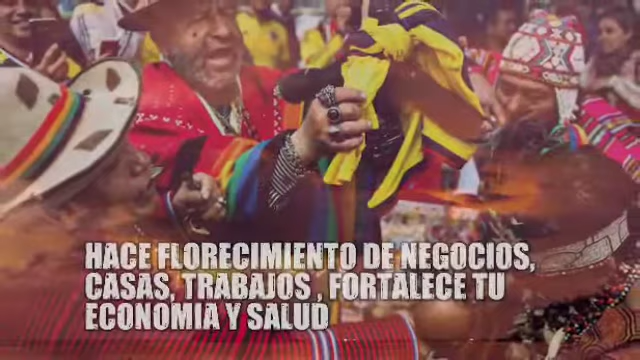 HACE FLORECIMIENTO DE NEGOCIOS,
CASAS, TRABAJOS , FORTALECE TU
ECONOMIA Y SALUD